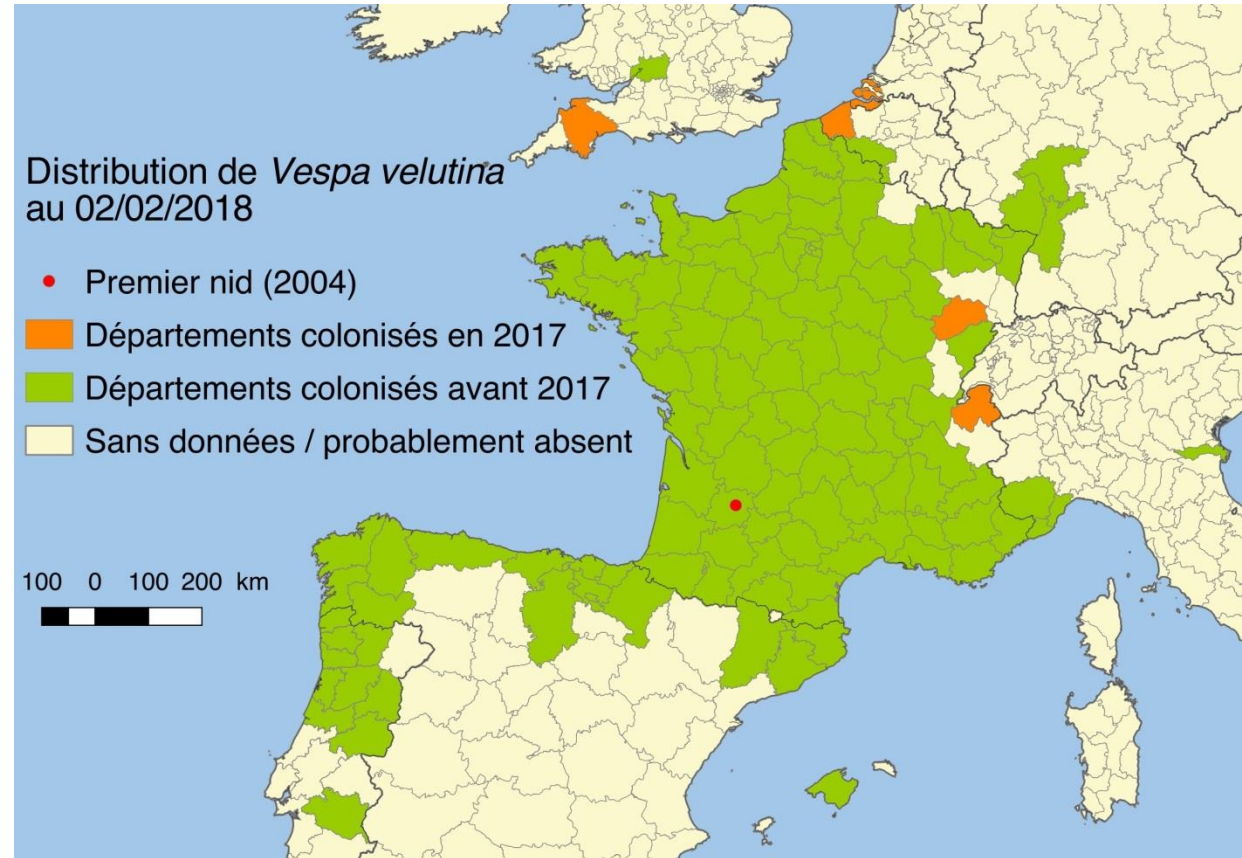 Distribution de Vespa velutina
au 02/02/2018
Premier nid (2004)
Départements colonisés en 2017
Départements colonisés avant 2017
Sans données / probablement absent
100 0 100 200 km